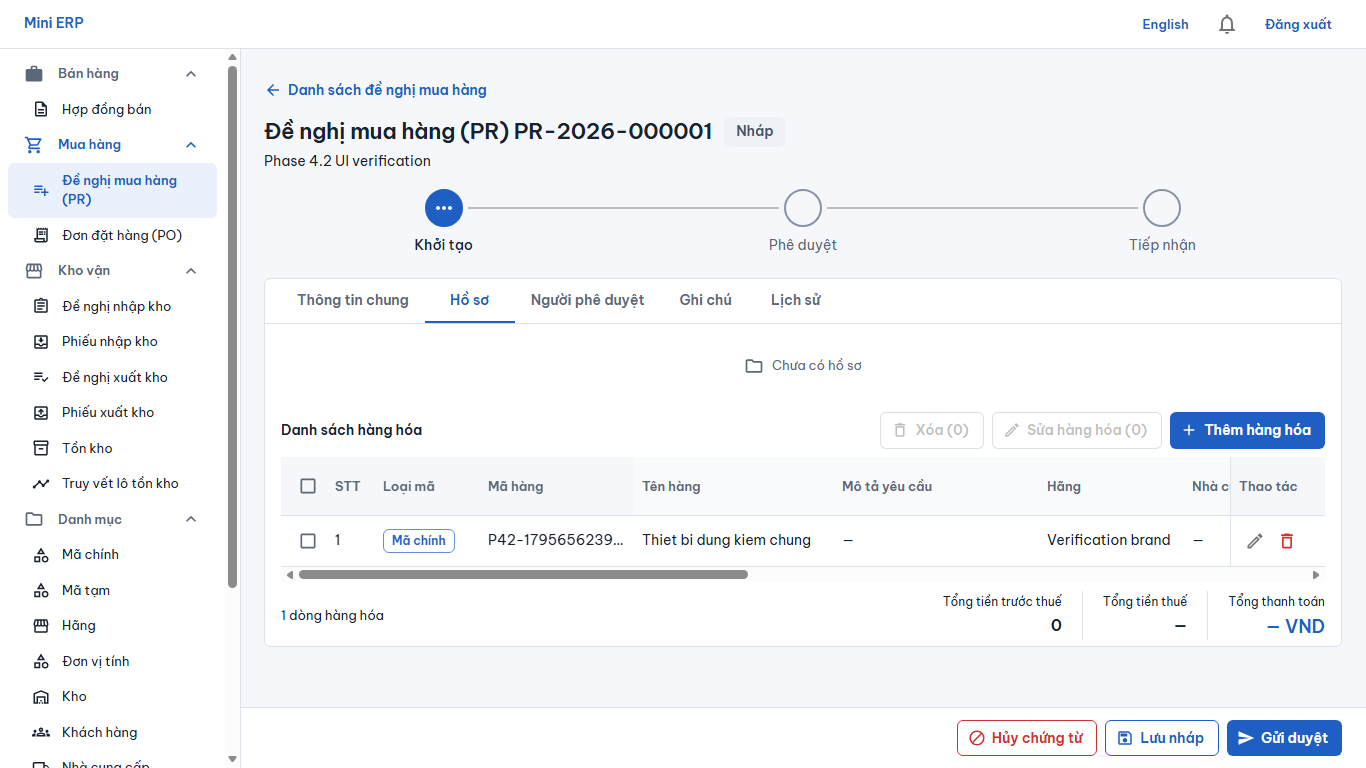 Mini ERP
English
Đăng xuất
Bán hàng
Hợp đồng bán
Mua hàng
Đề nghị mua hàng
(PR)
Đơn đặt hàng (PO)
Kho vận
Đề nghị nhập kho
Phiếu nhập kho
Đề nghị xuất kho
Phiếu xuất kho
Tồn kho
Truy vết lô tồn kho
Danh mục
Mã chính
Mã tạm
Hãng
Đơn vị tính
Kho
Khách hàng
Nhà cung cấp
Danh sách đề nghị mua hàng
Đề nghị mua hàng (PR) PR-2026-000001 Nháp
Phase 4.2 UI verification
Khởi tạo Phê duyệt Tiếp nhận
Thông tin chung Hồ sơ Người phê duyệt Ghi chú Lịch sử
Chưa có hồ sơ
Danh sách hàng hóa Xóa (0) Sửa hàng hóa (0) Thêm hàng hóa
STT Loại mã Mã hàng Tên hàng Mô tả yêu cầu Hãng Nhà c Thao tác
1 Mã chính P42-1795656239... Thiet bi dung kiem chung — Verification brand —
1 dòng hàng hóa
Tổng tiền trước thuế Tổng tiền thuế Tổng thanh toán
0 — — VND
Hủy chứng từ Lưu nháp Gửi duyệt